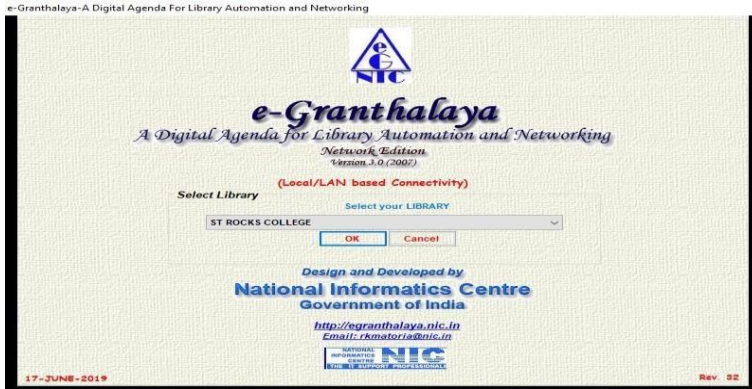 e-Granthalaya-A Digital Agenda For Library Automation and Networking
e
G
NIC
e-Granthalaya
A Digital Agenda for Library Automation and Networking
Network Edition
Version 3.0 (2007)
(Local/LAN based Connectivity)
Select Library
Select your LIBRARY
ST ROCKS COLLEGE
OK Cancel
Design and Developed by
National Informatics Centre
Government of India
http://egranthalaya.nic.in
Email: rkmatoria@nic.in
NATIONAL
INFORMATICS
CENTRE
NIC
THE IT SUPPORT PROFESSIONALS
17-JUNE-2019 Rev. 32